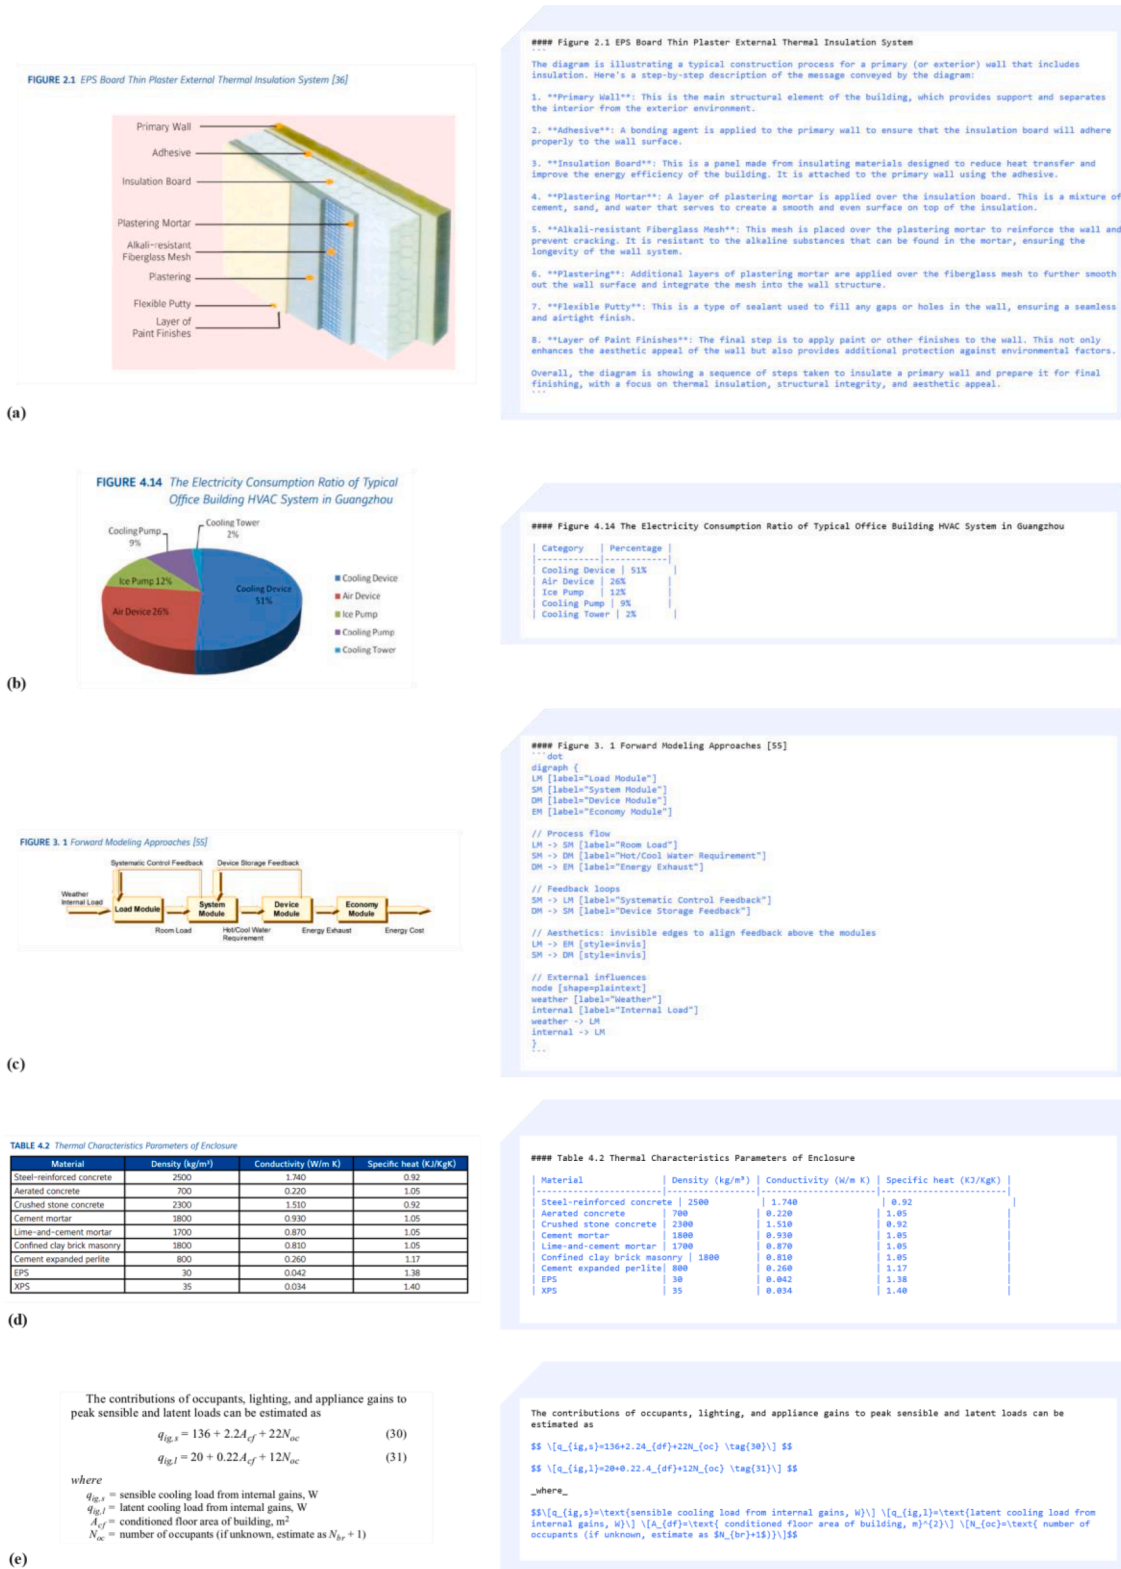 #### Figure 2.1 EPS Board Thin Plaster External Thermal Insulation System
```
The diagram is illustrating a typical construction process for a primary (or exterior) wall that includes
insulation. Here's a step-by-step description of the message conveyed by the diagram:
1. **Primary Wall**: This is the main structural element of the building, which provides support and separates
the interior from the exterior environment.
2. **Adhesive**: A bonding agent is applied to the primary wall to ensure that the insulation board will adhere
properly to the wall surface.
3. **Insulation Board**: This is a panel made from insulating materials designed to reduce heat transfer and
improve the energy efficiency of the building. It is attached to the primary wall using the adhesive.
4. **Plastering Mortar**: A layer of plastering mortar is applied over the insulation board. This is a mixture of
cement, sand, and water that serves to create a smooth and even surface on top of the insulation.
5. **Alkali-resistant Fiberglass Mesh**: This mesh is placed over the plastering mortar to reinforce the wall and
prevent cracking. It is resistant to the alkaline substances that can be found in the mortar, ensuring the
longevity of the wall system.
6. **Plastering**: Additional layers of plastering mortar are applied over the fiberglass mesh to further smooth
out the wall surface and integrate the mesh into the wall structure.
7. **Flexible Putty**: This is a type of sealant used to fill any gaps or holes in the wall, ensuring a seamless
and airtight finish.
8. **Layer of Paint Finishes**: The final step is to apply paint or other finishes to the wall. This not only
enhances the aesthetic appeal of the wall but also provides additional protection against environmental factors.
Overall, the diagram is showing a sequence of steps taken to insulate a primary wall and prepare it for final
finishing, with a focus on thermal insulation, structural integrity, and aesthetic appeal.
```
FIGURE 2.1 EPS Board Thin Plaster External Thermal Insulation System [36]
Primary Wall
Adhesive
Insulation Board
Plastering Mortar
Alkali-resistant
Fiberglass Mesh
Plastering
Flexible Putty
Layer of
Paint Finishes
(a)
FIGURE 4.14 The Electricity Consumption Ratio of Typical
Office Building HVAC System in Guangzhou
Cooling Tower
2%
Cooling Pump
9%
Ice Pump 12%
Air Device 26%
Cooling Device
51%
Cooling Device
Air Device
Ice Pump
Cooling Pump
Cooling Tower
#### Figure 4.14 The Electricity Consumption Ratio of Typical Office Building HVAC System in Guangzhou
| Category | Percentage |
|------------|------------|
| Cooling Device | 51% |
| Air Device | 26% |
| Ice Pump | 12% |
| Cooling Pump | 9% |
| Cooling Tower | 2% |
(b)
FIGURE 3. 1 Forward Modeling Approaches [55]
Systematic Control Feedback
Device Storage Feedback
Weather
Internal Load
Load Module
System
Module
Device
Module
Economy
Module
Room Load
Hot/Cool Water
Requirement
Energy Exhaust
Energy Cost
#### Figure 3. 1 Forward Modeling Approaches [55]
```dot
digraph {
LM [label="Load Module"]
SM [label="System Module"]
DM [label="Device Module"]
EM [label="Economy Module"]
// Process flow
LM -> SM [label="Room Load"]
SM -> DM [label="Hot/Cool Water Requirement"]
DM -> EM [label="Energy Exhaust"]
// Feedback loops
SM -> LM [label="Systematic Control Feedback"]
DM -> SM [label="Device Storage Feedback"]
// Aesthetics: invisible edges to align feedback above the modules
LM -> EM [style=invis]
SM -> DM [style=invis]
// External influences
node [shape=plaintext]
weather [label="Weather"]
internal [label="Internal Load"]
weather -> LM
internal -> LM
}
```
(c)
TABLE 4.2 Thermal Characteristics Parameters of Enclosure
Material Density (kg/m³) Conductivity (W/m K) Specific heat (KJ/KgK)
Steel-reinforced concrete 2500 1.740 0.92
Aerated concrete 700 0.220 1.05
Crushed stone concrete 2300 1.510 0.92
Cement mortar 1800 0.930 1.05
Lime-and-cement mortar 1700 0.870 1.05
Confined clay brick masonry 1800 0.810 1.05
Cement expanded perlite 800 0.260 1.17
EPS 30 0.042 1.38
XPS 35 0.034 1.40
#### Table 4.2 Thermal Characteristics Parameters of Enclosure
| Material | Density (kg/m³) | Conductivity (W/m K) | Specific heat (KJ/KgK) |
|-------------------------|-----------------|----------------------|------------------------|
| Steel-reinforced concrete | 2500 | 1.740 | 0.92 |
| Aerated concrete | 700 | 0.220 | 1.05 |
| Crushed stone concrete | 2300 | 1.510 | 0.92 |
| Cement mortar | 1800 | 0.930 | 1.05 |
| Lime-and-cement mortar | 1700 | 0.870 | 1.05 |
| Confined clay brick masonry | 1800 | 0.810 | 1.05 |
| Cement expanded perlite| 800 | 0.260 | 1.17 |
| EPS | 30 | 0.042 | 1.38 |
| XPS | 35 | 0.034 | 1.40 |
(d)
The contributions of occupants, lighting, and appliance gains to
peak sensible and latent loads can be estimated as
q_ig,s = 136 + 2.2A_cf + 22N_oc (30)
q_ig,l = 20 + 0.22A_cf + 12N_oc (31)
where
q_ig,s = sensible cooling load from internal gains, W
q_ig,l = latent cooling load from internal gains, W
A_cf = conditioned floor area of building, m²
N_oc = number of occupants (if unknown, estimate as N_br + 1)
The contributions of occupants, lighting, and appliance gains to peak sensible and latent loads can be
estimated as
$$ \[q_{ig,s}=136+2.24_{df}+22N_{oc} \tag{30}\] $$
$$ \[q_{ig,l}=20+0.22.4_{df}+12N_{oc} \tag{31}\] $$
_where_
$$\[q_{ig,s}=\text{sensible cooling load from internal gains, W}\] \[q_{ig,l}=\text{latent cooling load from
internal gains, W}\] \[A_{df}=\text{ conditioned floor area of building, m}^{2}\] \[N_{oc}=\text{ number of
occupants (if unknown, estimate as $N_{br}+1$)}\]$$
(e)